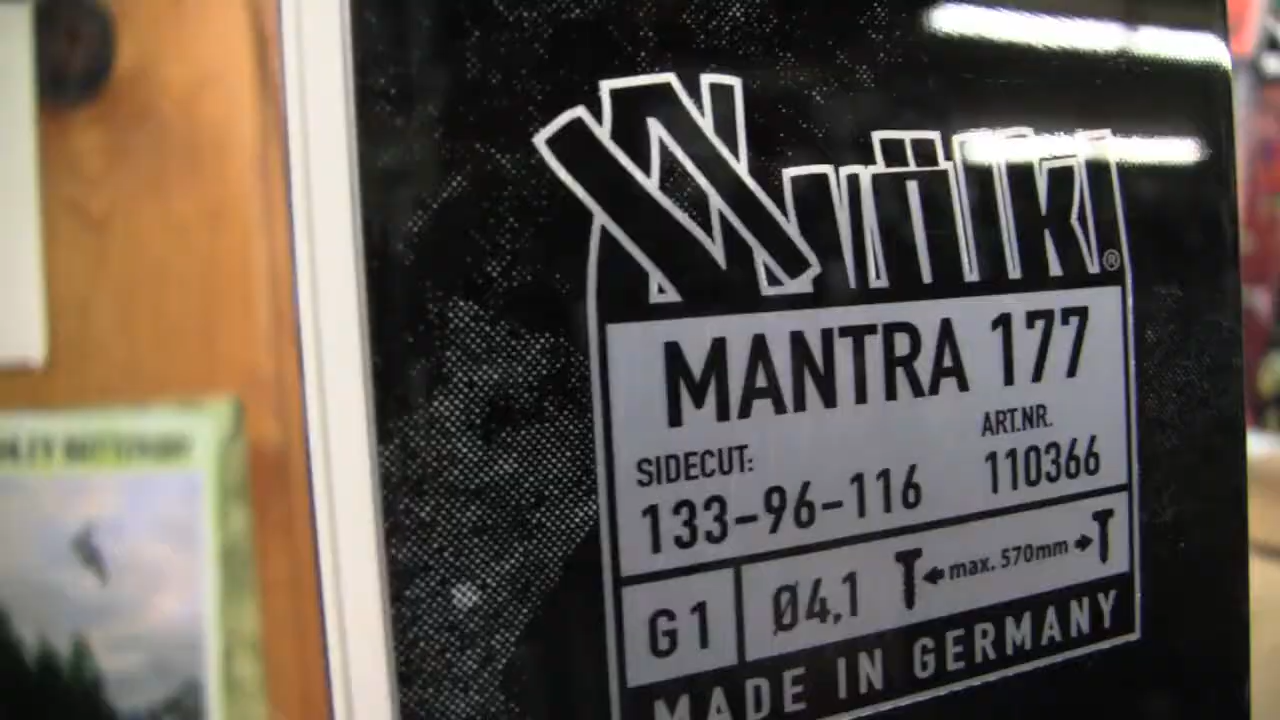 Völkl ®
MANTRA 177
SIDECUT:
ART.NR.
133-96-116
110366
G1
Ø4,1
max. 570mm
MADE IN GERMANY